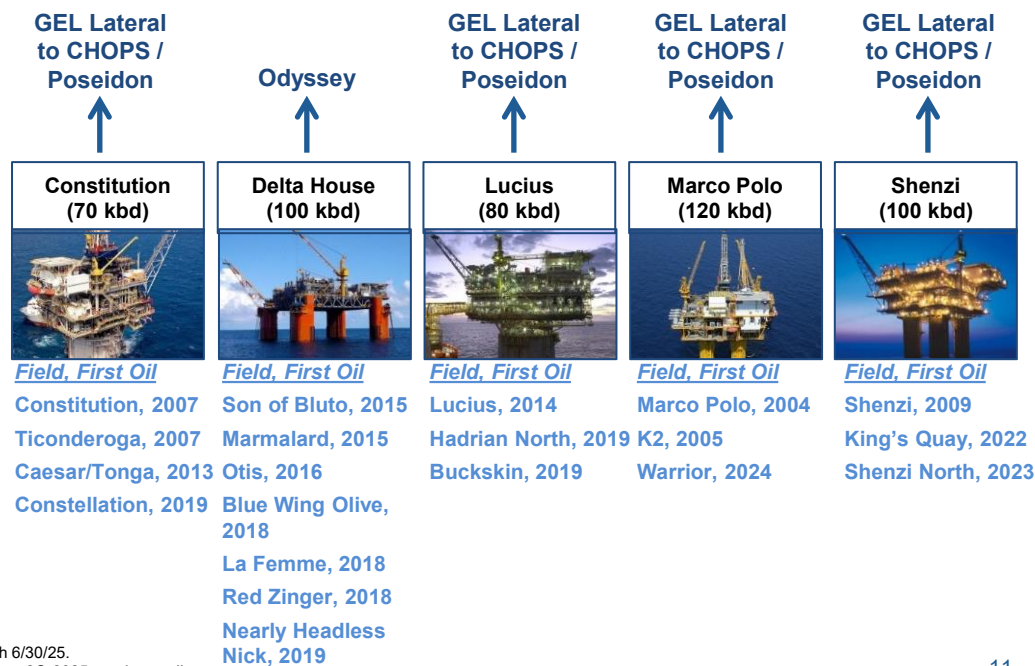 GEL Lateral
to CHOPS /
Poseidon
Odyssey
GEL Lateral
to CHOPS /
Poseidon
GEL Lateral
to CHOPS /
Poseidon
GEL Lateral
to CHOPS /
Poseidon
Constitution
(70 kbd)
Delta House
(100 kbd)
Lucius
(80 kbd)
Marco Polo
(120 kbd)
Shenzi
(100 kbd)
Field, First Oil
Constitution, 2007
Ticonderoga, 2007
Caesar/Tonga, 2013
Constellation, 2019
Field, First Oil
Son of Bluto, 2015
Marmalard, 2015
Otis, 2016
Blue Wing Olive,
2018
La Femme, 2018
Red Zinger, 2018
Nearly Headless
Nick, 2019
Field, First Oil
Lucius, 2014
Hadrian North, 2019
Buckskin, 2019
Field, First Oil
Marco Polo, 2004
K2, 2005
Warrior, 2024
Field, First Oil
Shenzi, 2009
King's Quay, 2022
Shenzi North, 2023
6/30/25.